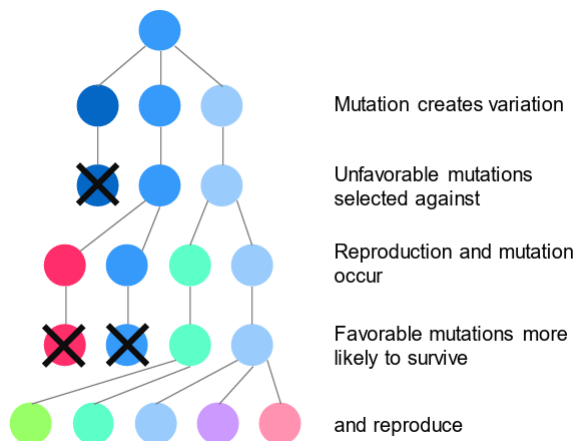 Mutation creates variation
Unfavorable mutations
selected against
Reproduction and mutation
occur
Favorable mutations more
likely to survive
and reproduce